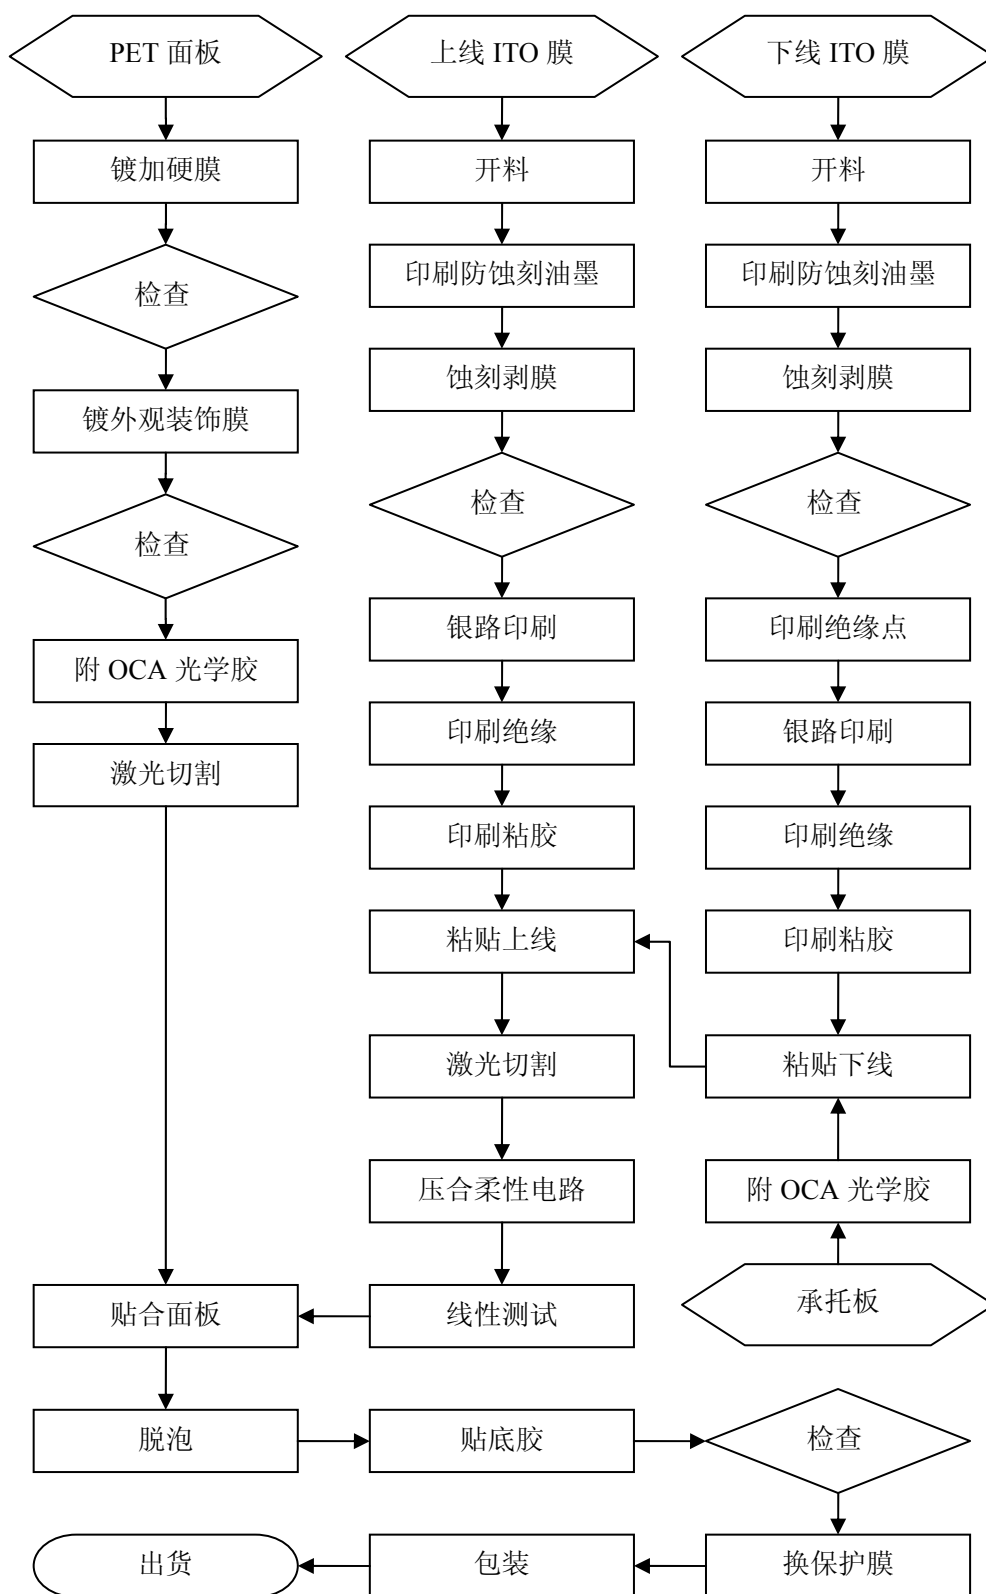 PET 面板
上线 ITO 膜
下线 ITO 膜
镀加硬膜
开料
开料
印刷防蚀刻油墨
印刷防蚀刻油墨
检查
蚀刻剥膜
蚀刻剥膜
镀外观装饰膜
检查
检查
检查
银路印刷
印刷绝缘点
附 OCA 光学胶
印刷绝缘
银路印刷
激光切割
印刷粘胶
印刷绝缘
粘贴上线
印刷粘胶
激光切割
粘贴下线
压合柔性电路
附 OCA 光学胶
承托板
贴合面板
线性测试
脱泡
贴底胶
检查
出货
包装
换保护膜